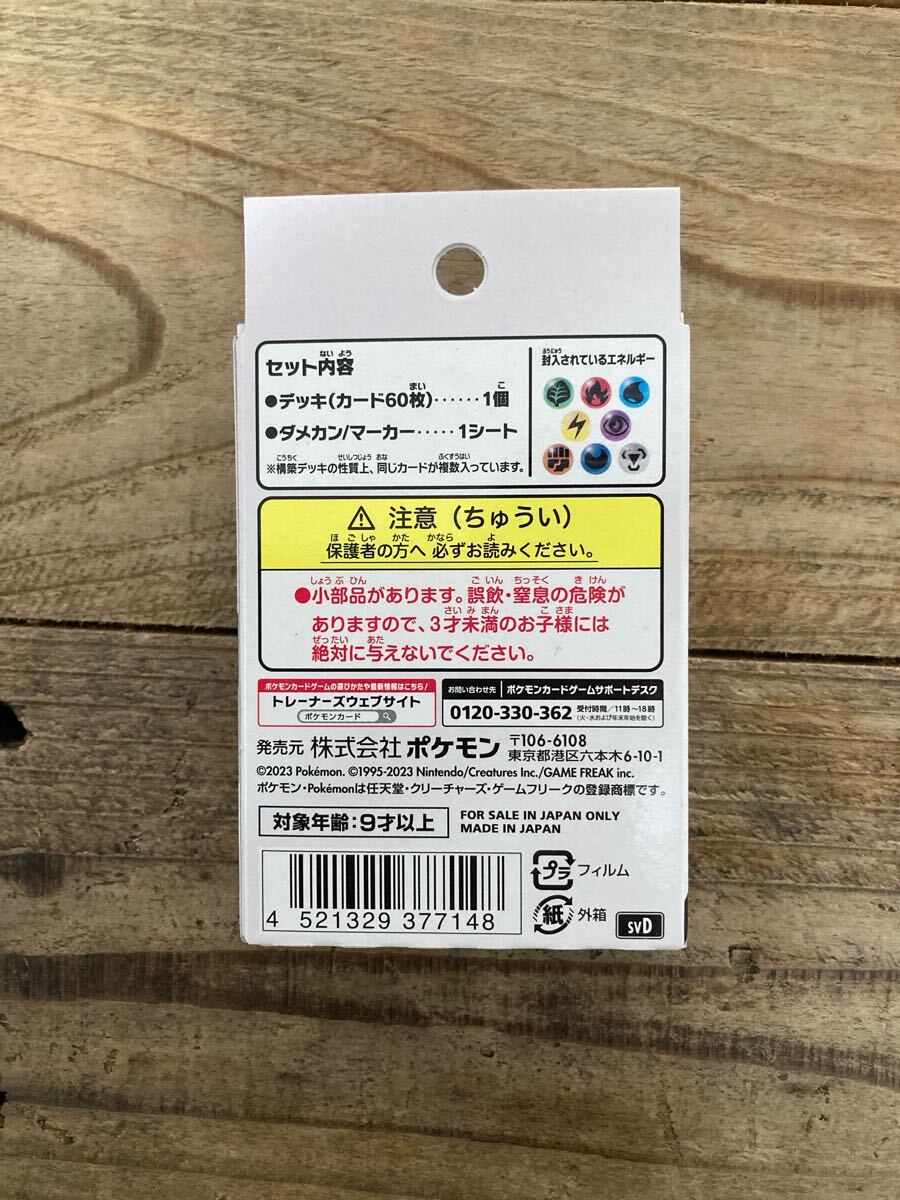 セット内容
●デッキ(カード60枚)······1個
●ダメカン/マーカー·····1シート
※構築デッキの性質上、同じカードが複数入っています。
封入されているエネルギー
⚠ 注意(ちゅうい)
保護者の方へ 必ずお読みください。
●小部品があります。誤飲・窒息の危険が
ありますので、3才未満のお子様には
絶対に与えないでください。
ポケモンカードゲームの遊びかたや最新情報はこちら!
トレーナーズウェブサイト
ポケモンカード
お問い合わせ先 ポケモンカードゲームサポートデスク
0120-330-362 受付時間/11時〜18時
(火・水および年末年始を除く)
発売元 株式会社 ポケモン 〒106-6108
東京都港区六本木6-10-1
©2023 Pokémon. ©1995-2023 Nintendo/Creatures Inc./GAME FREAK inc.
ポケモン・Pokémonは任天堂・クリーチャーズ・ゲームフリークの登録商標です。
対象年齢:9才以上
FOR SALE IN JAPAN ONLY
MADE IN JAPAN
4 521329 377148
プラ フィルム
紙 外箱
svD